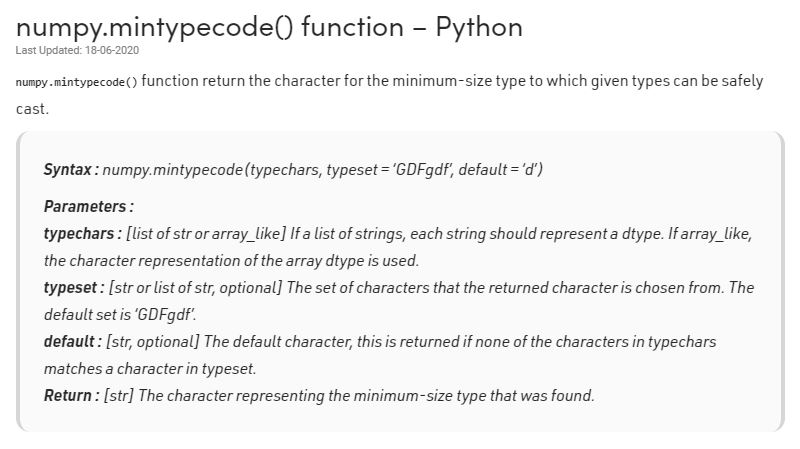 numpy.mintypecode() function – Python
Last Updated: 18-06-2020
numpy.mintypecode() function return the character for the minimum-size type to which given types can be safely
cast.
Syntax : numpy.mintypecode(typechars, typeset = ‘GDFgdf’, default = ‘d’)
Parameters :
typechars : [list of str or array_like] If a list of strings, each string should represent a dtype. If array_like,
the character representation of the array dtype is used.
typeset : [str or list of str, optional] The set of characters that the returned character is chosen from. The
default set is ‘GDFgdf’.
default : [str, optional] The default character, this is returned if none of the characters in typechars
matches a character in typeset.
Return : [str] The character representing the minimum-size type that was found.